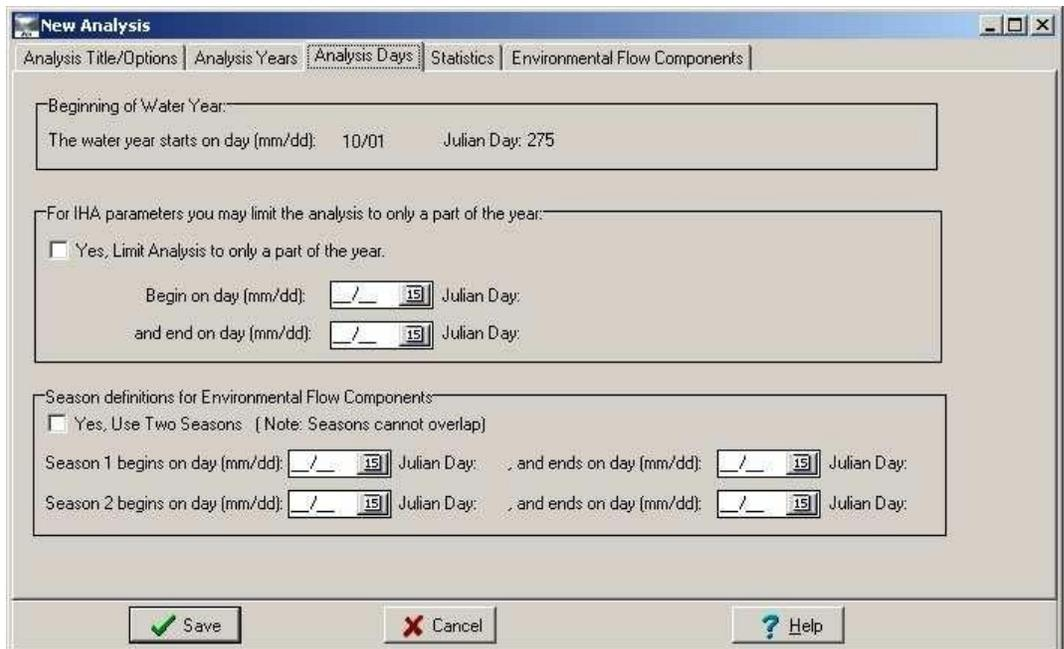 New Analysis
Analysis Title/Options Analysis Years Analysis Days Statistics Environmental Flow Components
Beginning of Water Year:
The water year starts on day (mm/dd): 10/01 Julian Day: 275
For IHA parameters you may limit the analysis to only a part of the year:
Yes, Limit Analysis to only a part of the year.
Begin on day (mm/dd): __/__ 15 Julian Day:
and end on day (mm/dd): __/__ 15 Julian Day:
Season definitions for Environmental Flow Components
Yes, Use Two Seasons ( Note: Seasons cannot overlap)
Season 1 begins on day (mm/dd): __/__ 15 Julian Day: , and ends on day (mm/dd): __/__ 15 Julian Day:
Season 2 begins on day (mm/dd): __/__ 15 Julian Day: , and ends on day (mm/dd): __/__ 15 Julian Day:
Save Cancel ? Help